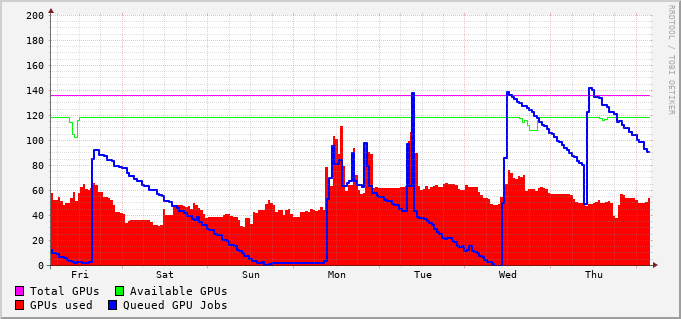 200
180
160
140
120
100
80
60
40
20
0
Fri Sat Sun Mon Tue Wed Thu
Total GPUs Available GPUs
GPUs used Queued GPU Jobs
RRDTOOL / TOBI OETIKER